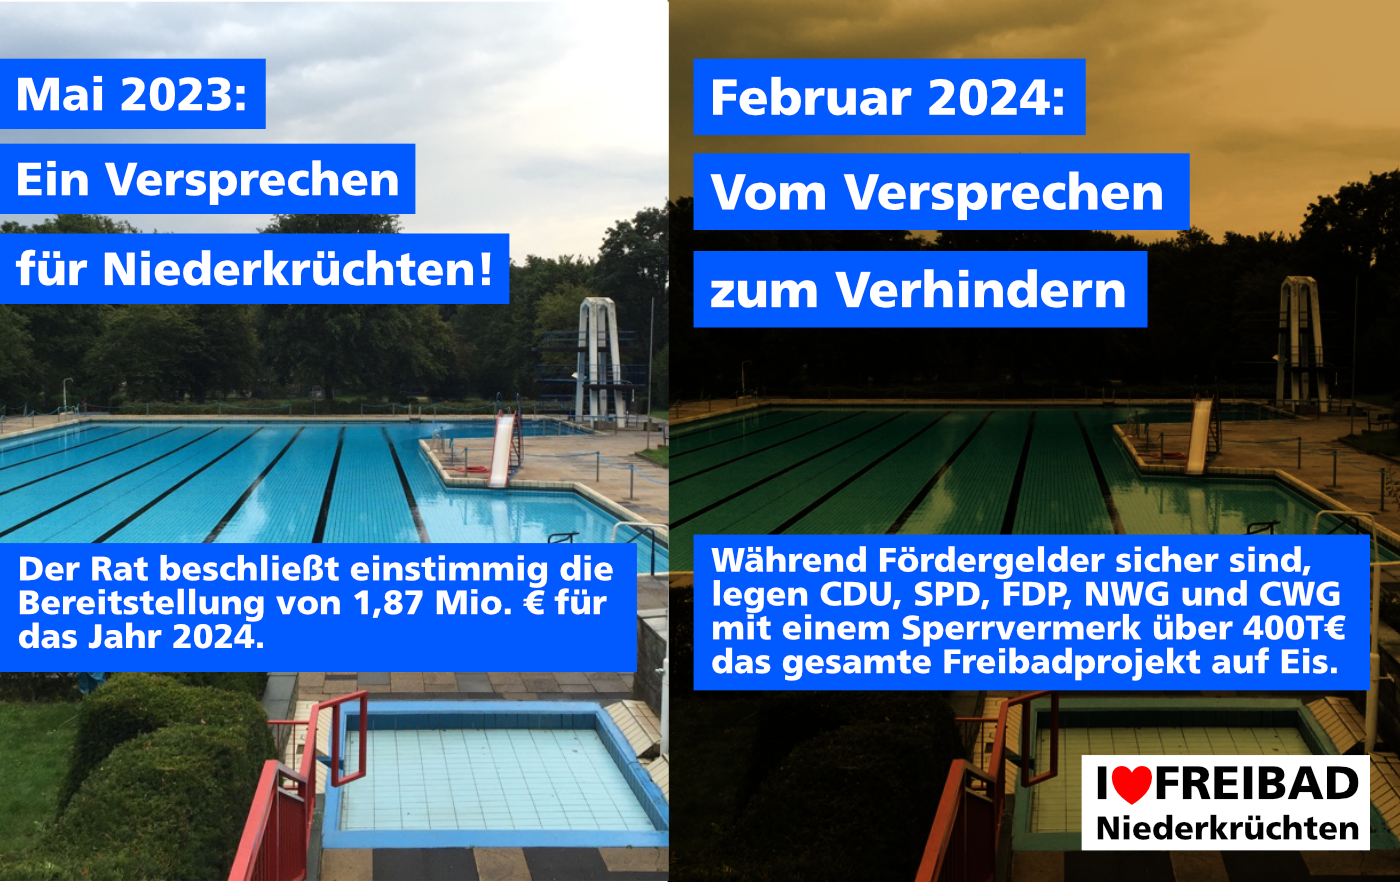 Mai 2023:
Ein Versprechen
für Niederkrüchten!
Der Rat beschließt einstimmig die
Bereitstellung von 1,87 Mio. € für
das Jahr 2024.
Februar 2024:
Vom Versprechen
zum Verhindern
Während Fördergelder sicher sind,
legen CDU, SPD, FDP, NWG und CWG
mit einem Sperrvermerk über 400T€
das gesamte Freibadprojekt auf Eis.
I❤FREIBAD
Niederkrüchten